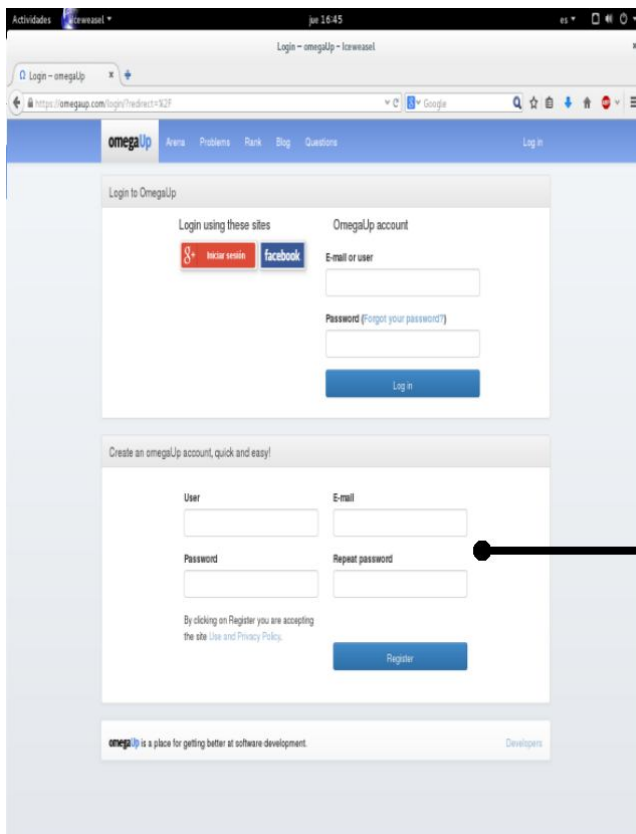 Actividades Iceweasel jue 16:45 es
Login – omegaUp – Iceweasel
Ω Login – omegaUp
https://omegaup.com/login/?redirect=%2F Google
omegaUp Arena Problems Rank Blog Questions Log in
Login to OmegaUp
Login using these sites OmegaUp account
g+ Iniciar sesión facebook E-mail or user
Password (Forgot your password?)
Log in
Create an omegaUp account, quick and easy!
User E-mail
Password Repeat password
By clicking on Register you are accepting
the site Use and Privacy Policy.
Register
omegaUp is a place for getting better at software development. Developers